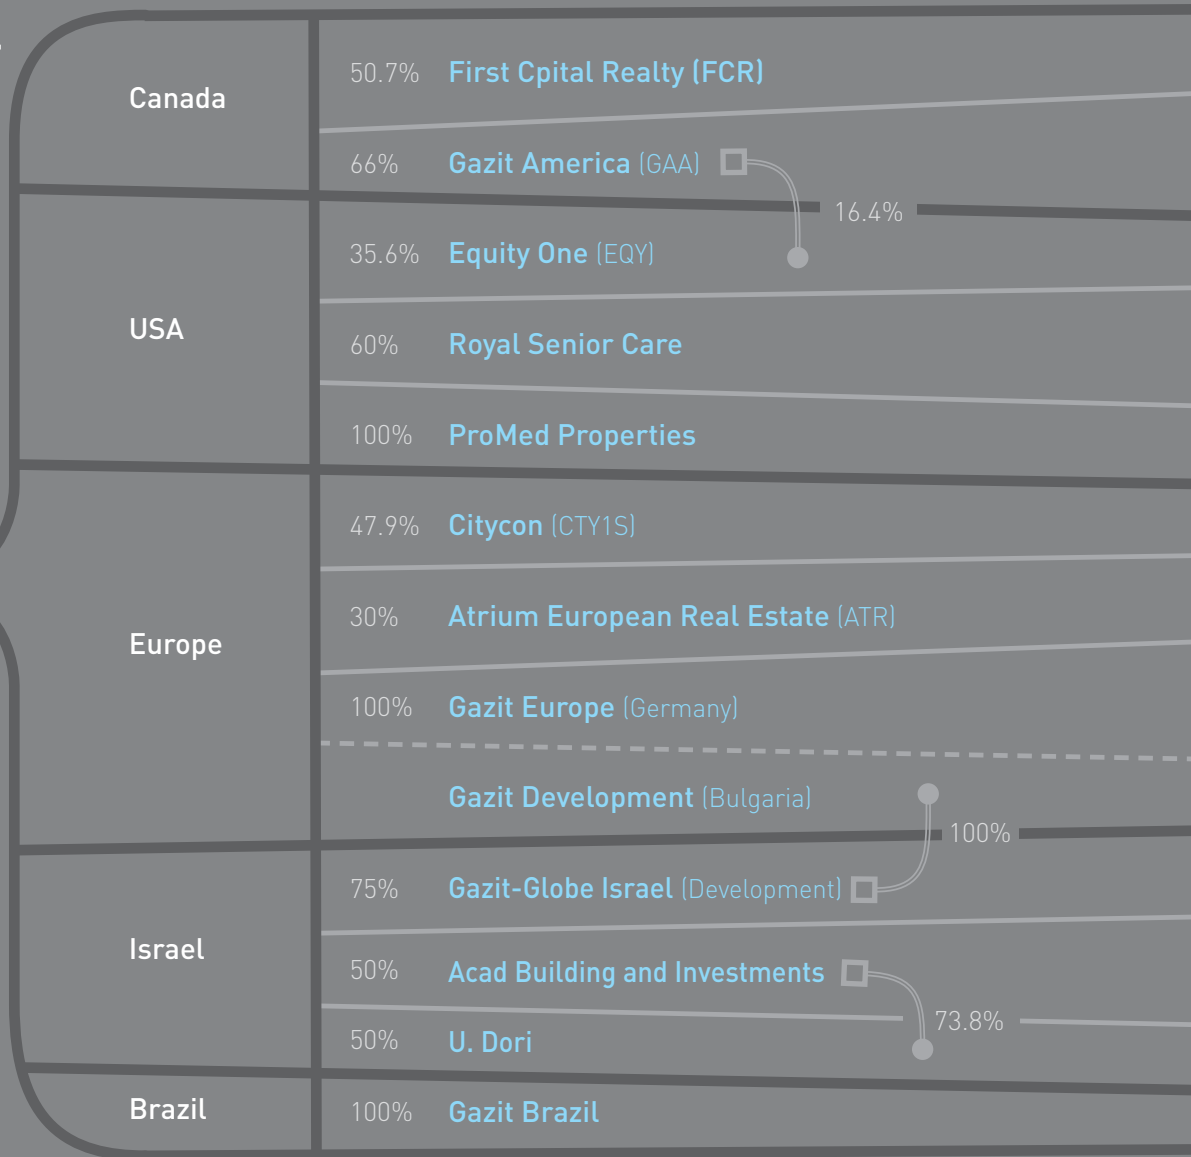 Canada
50.7% First Cpital Realty (FCR)
66% Gazit America (GAA)
16.4%
USA
35.6% Equity One (EQY)
60% Royal Senior Care
100% ProMed Properties
Europe
47.9% Citycon (CTY1S)
30% Atrium European Real Estate (ATR)
100% Gazit Europe (Germany)
Gazit Development (Bulgaria)
100%
Israel
75% Gazit-Globe Israel (Development)
50% Acad Building and Investments
73.8%
50% U. Dori
Brazil
100% Gazit Brazil